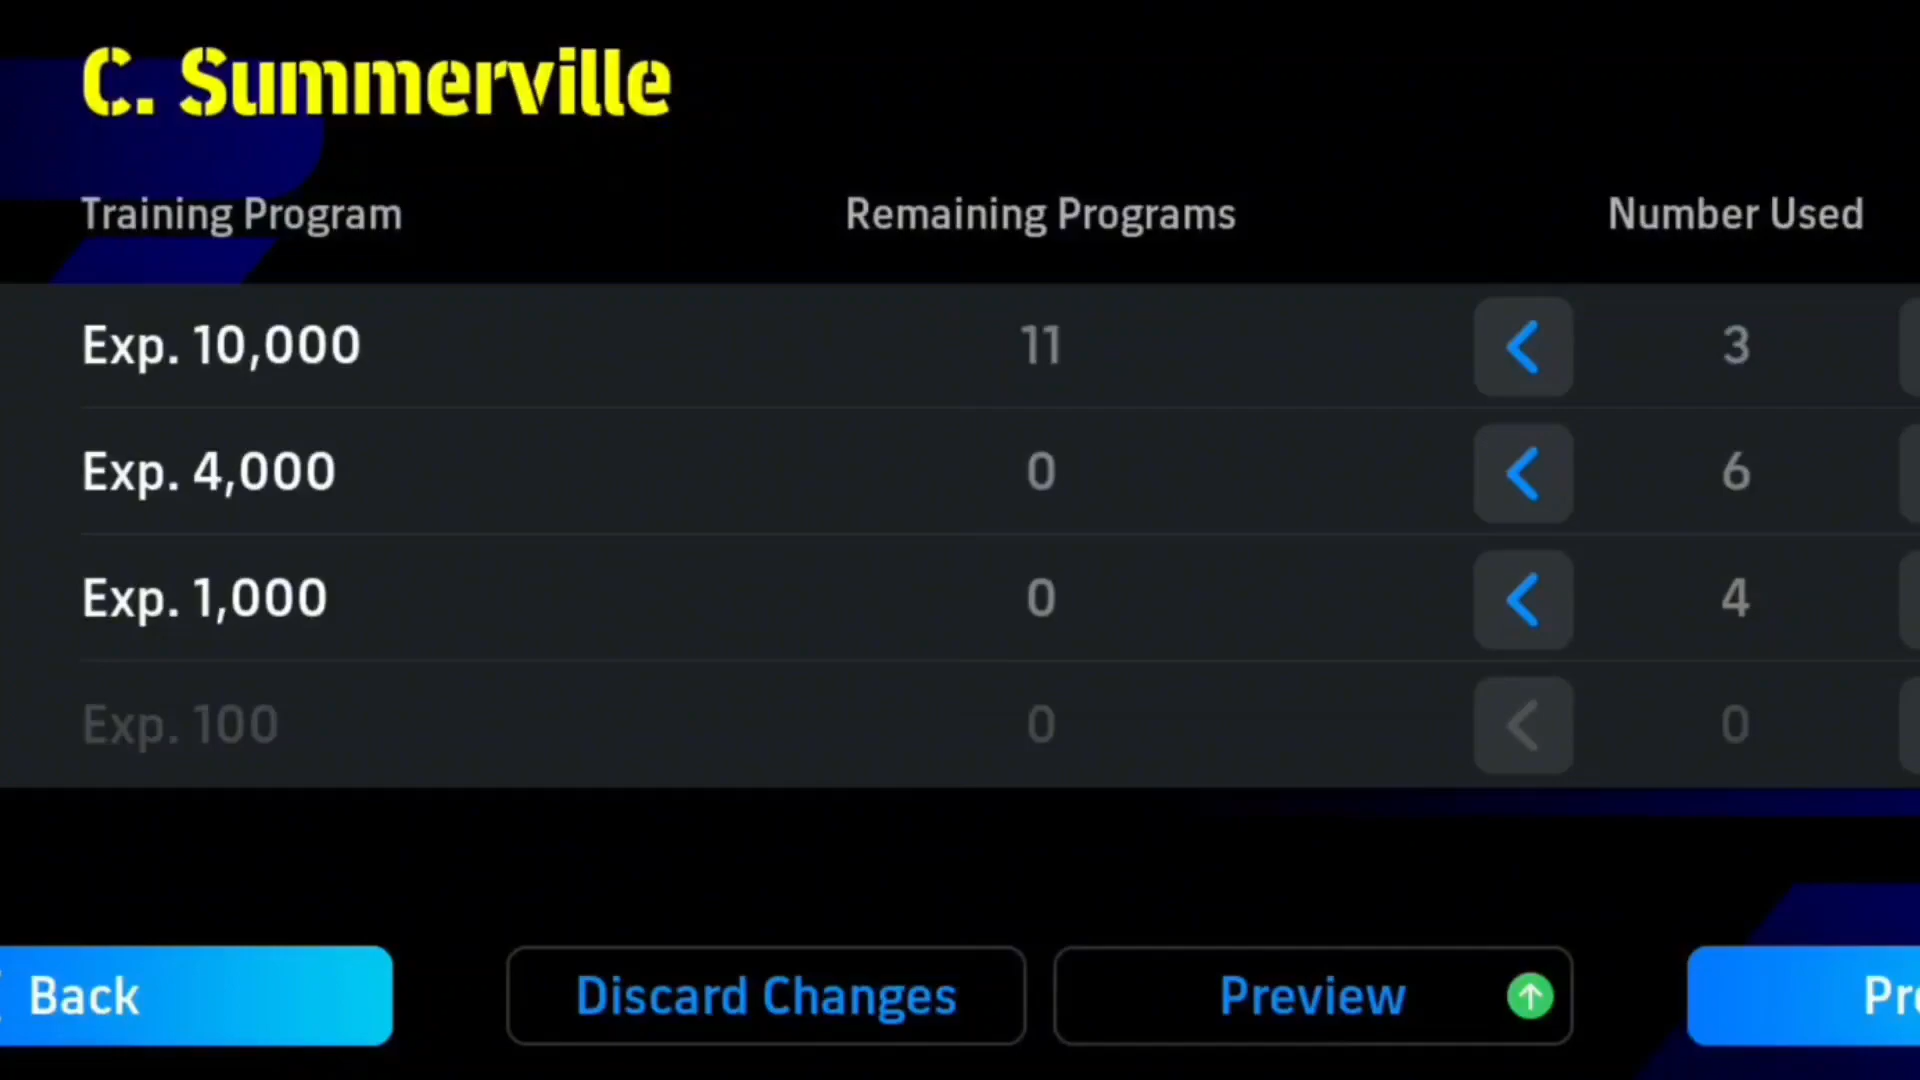 C. Summerville
Training Program Remaining Programs Number Used
Exp. 10,000 11 3
Exp. 4,000 0 6
Exp. 1,000 0 4
Exp. 100 0 0
Back Discard Changes Preview